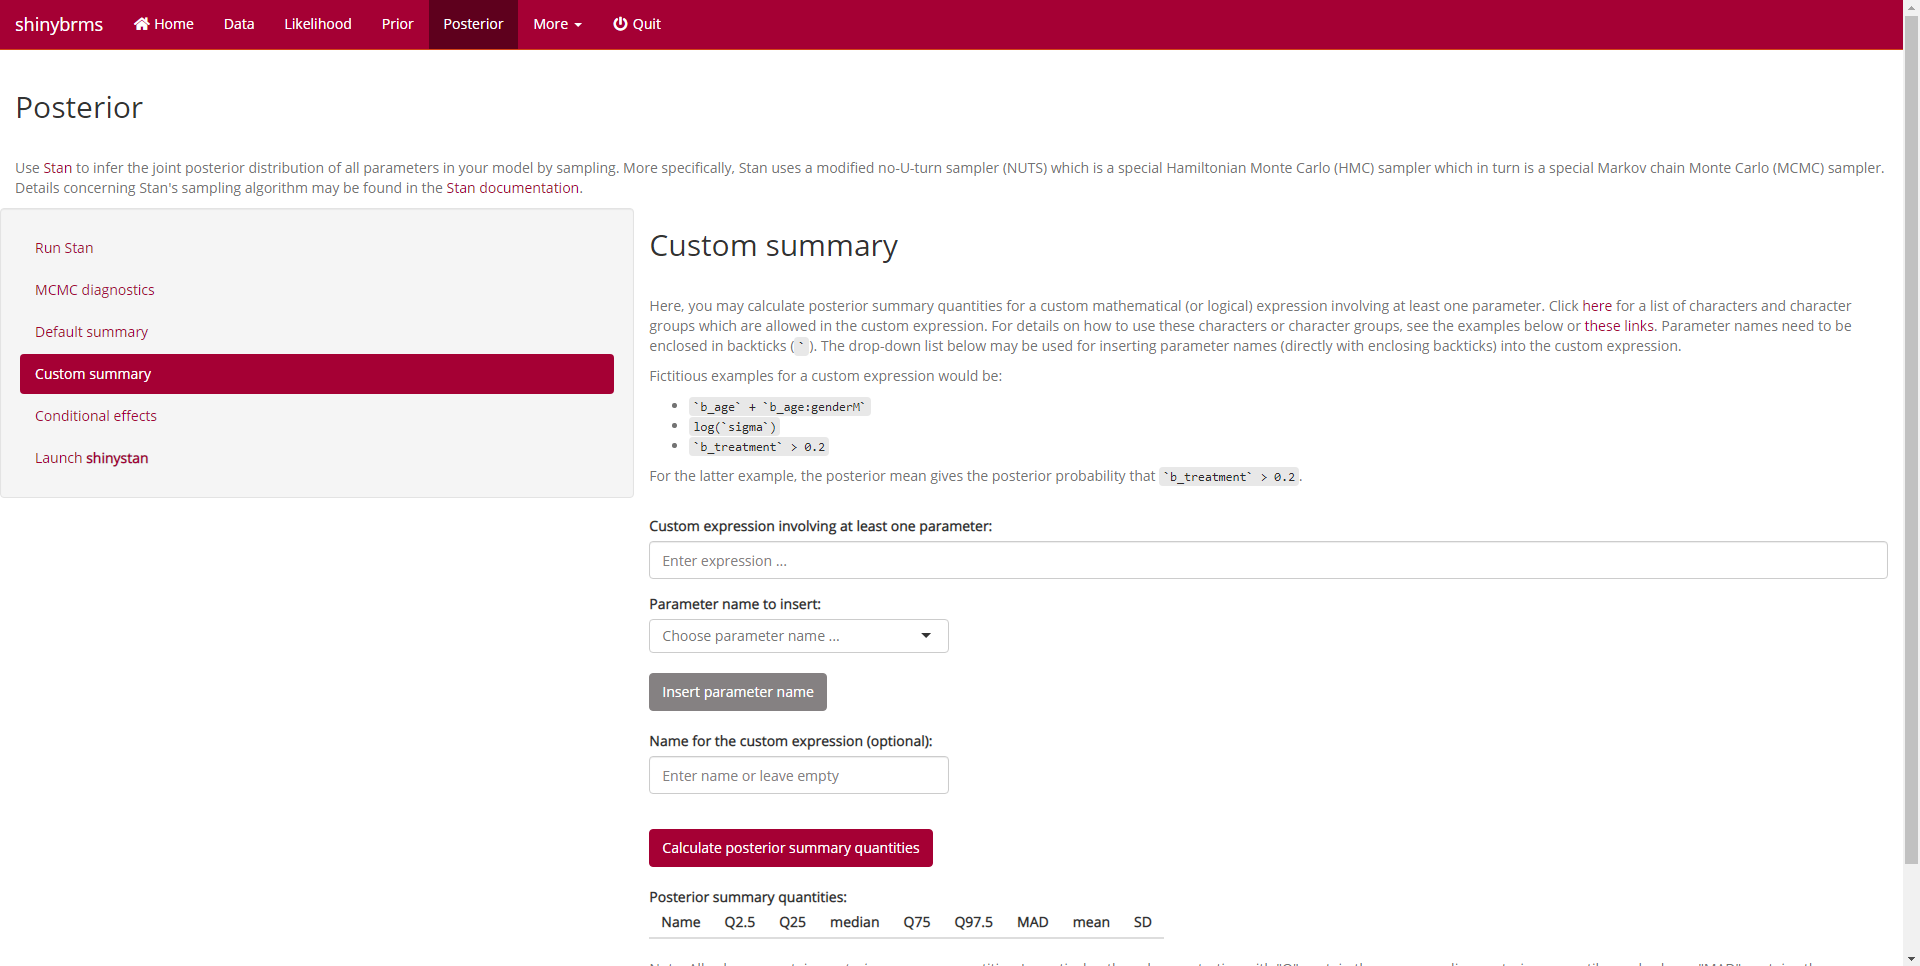 shinybrms Home Data Likelihood Prior Posterior More Quit
Posterior
Use Stan to infer the joint posterior distribution of all parameters in your model by sampling. More specifically, Stan uses a modified no-U-turn sampler (NUTS) which is a special Hamiltonian Monte Carlo (HMC) sampler which in turn is a special Markov chain Monte Carlo (MCMC) sampler.
Details concerning Stan's sampling algorithm may be found in the Stan documentation.
Run Stan
MCMC diagnostics
Default summary
Custom summary
Conditional effects
Launch shinystan
Custom summary
Here, you may calculate posterior summary quantities for a custom mathematical (or logical) expression involving at least one parameter. Click here for a list of characters and character
groups which are allowed in the custom expression. For details on how to use these characters or character groups, see the examples below or these links. Parameter names need to be
enclosed in backticks (`). The drop-down list below may be used for inserting parameter names (directly with enclosing backticks) into the custom expression.
Fictitious examples for a custom expression would be:
`b_age` + `b_age:genderM`
log(`sigma`)
`b_treatment` > 0.2
For the latter example, the posterior mean gives the posterior probability that `b_treatment` > 0.2.
Custom expression involving at least one parameter:
Enter expression ...
Parameter name to insert:
Choose parameter name ...
Insert parameter name
Name for the custom expression (optional):
Enter name or leave empty
Calculate posterior summary quantities
Posterior summary quantities:
Name Q2.5 Q25 median Q75 Q97.5 MAD mean SD